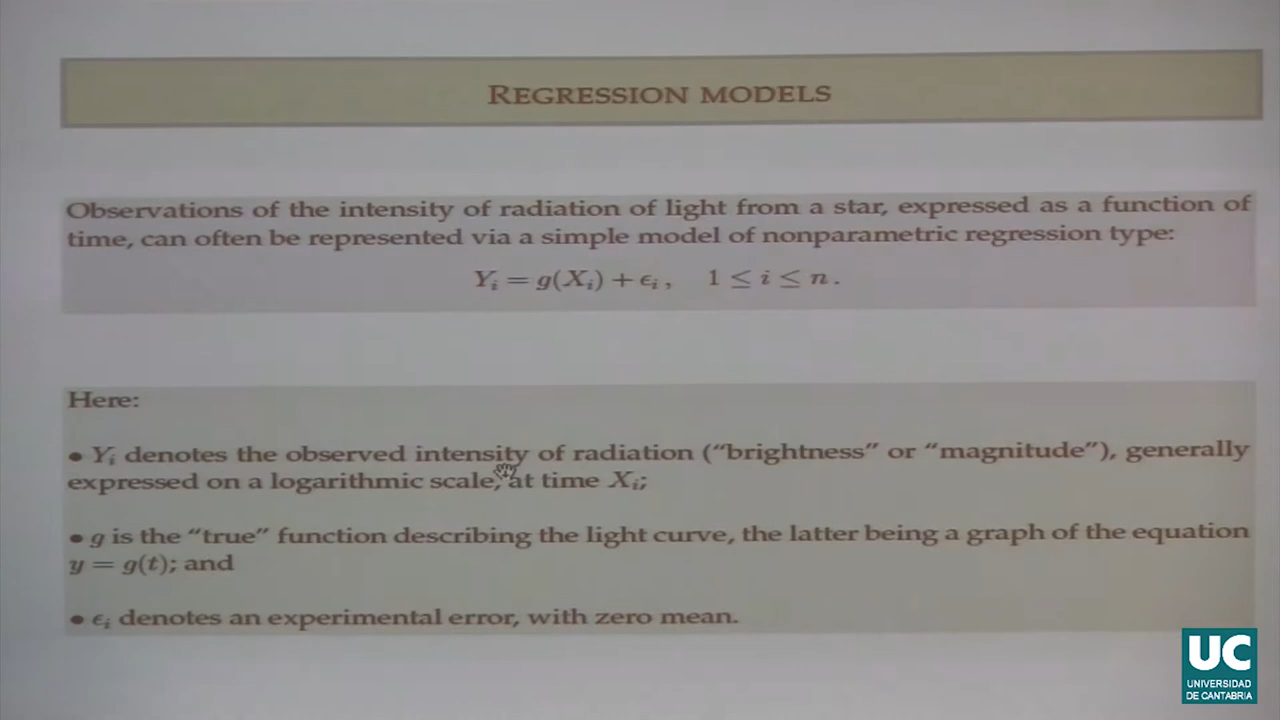 REGRESSION MODELS
Observations of the intensity of radiation of light from a star, expressed as a function of
time, can often be represented via a simple model of nonparametric regression type:
Yᵢ = g(Xᵢ) + ϵᵢ, 1 ≤ i ≤ n.
Here:
• Yᵢ denotes the observed intensity of radiation (“brightness” or “magnitude”), generally
expressed on a logarithmic scale, at time Xᵢ;
• g is the “true” function describing the light curve, the latter being a graph of the equation
y = g(t); and
• ϵᵢ denotes an experimental error, with zero mean.
UC
UNIVERSIDAD
DE CANTABRIA